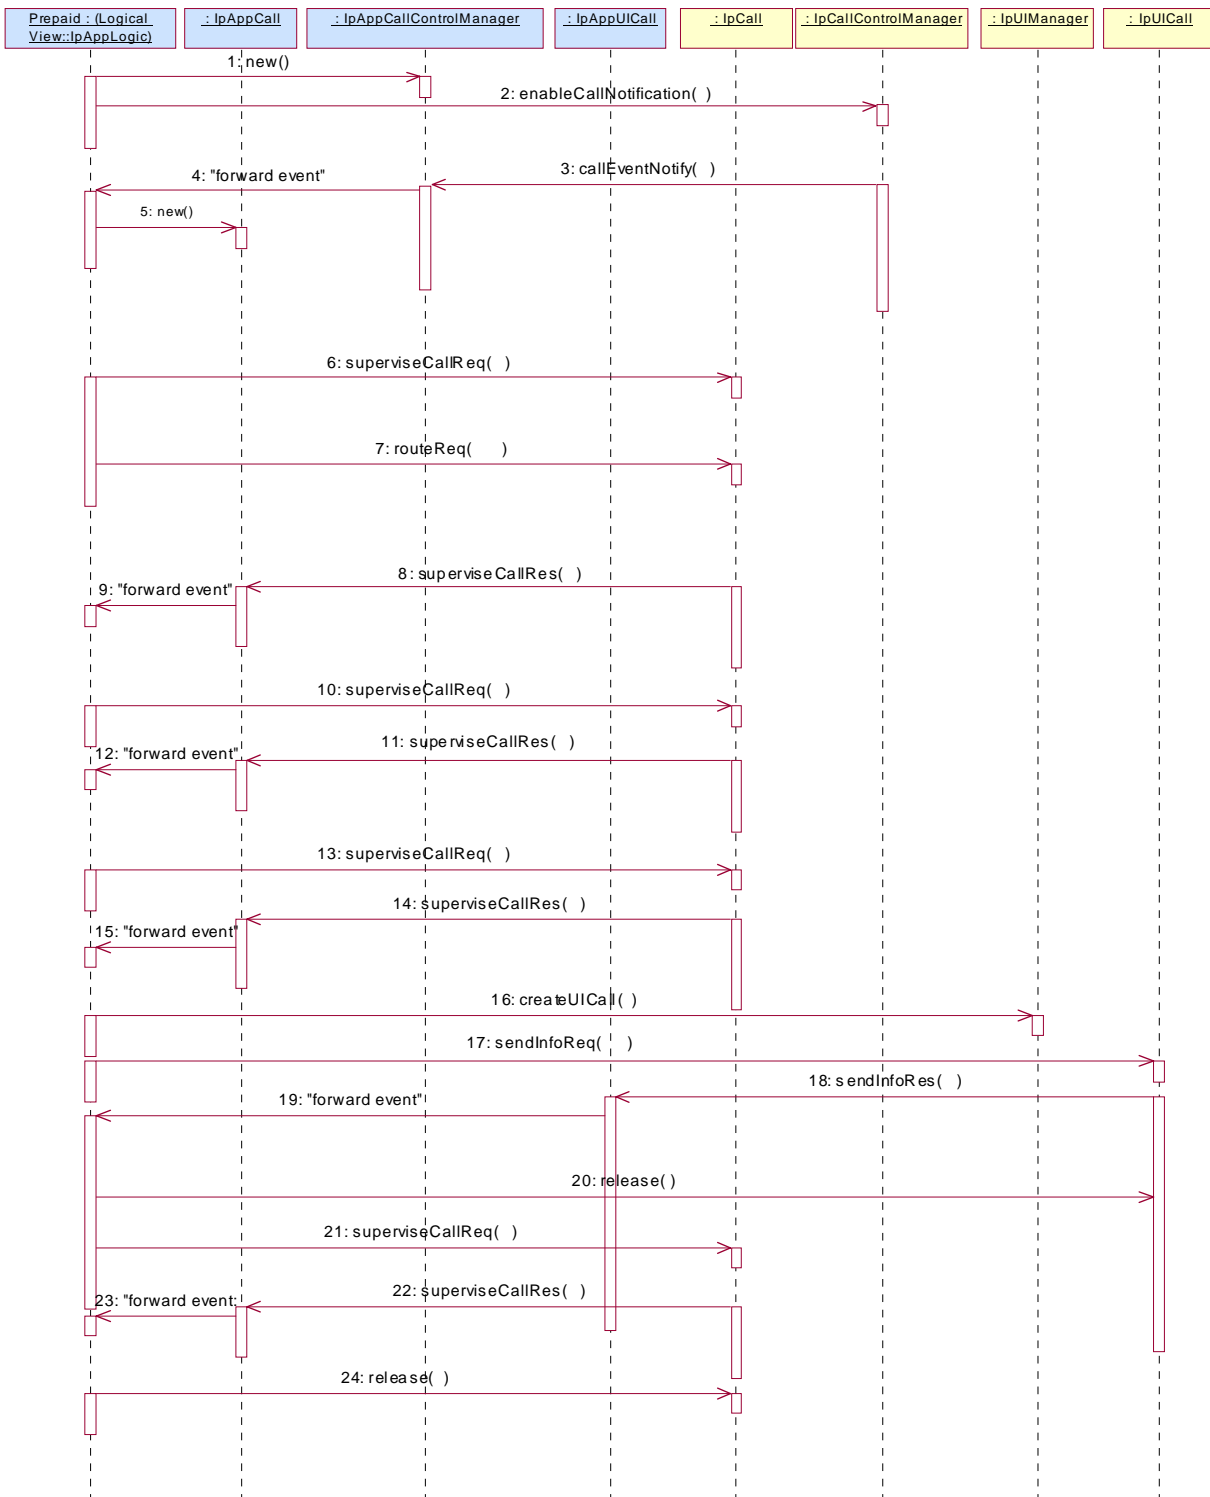 Prepaid : (Logical
View::IpAppLogic)
: IpAppCall
: IpAppCallControlManager
: IpAppUICall
: IpCall
: IpCallControlManager
: IpUIManager
: IpUICall
1: new()
2: enableCallNotification( )
3: callEventNotify( )
4: "forward event"
5: new()
6: superviseCallReq( )
7: routeReq( )
8: superviseCallRes( )
9: "forward event"
10: superviseCallReq( )
11: superviseCallRes( )
12: "forward event"
13: superviseCallReq( )
14: superviseCallRes( )
15: "forward event"
16: createUICall( )
17: sendInfoReq( )
18: sendInfoRes( )
19: "forward event"
20: release( )
21: superviseCallReq( )
22: superviseCallRes( )
23: "forward event:
24: release( )